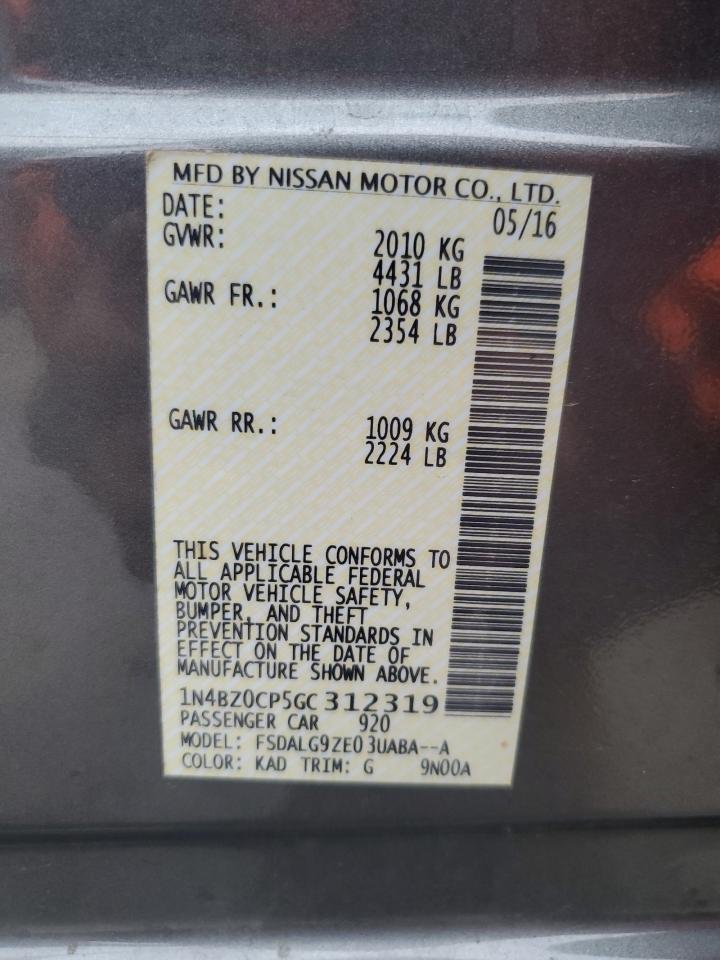 MFD BY NISSAN MOTOR CO., LTD.
DATE: 05/16
GVWR: 2010 KG
4431 LB
GAWR FR.: 1068 KG
2354 LB
GAWR RR.: 1009 KG
2224 LB
THIS VEHICLE CONFORMS TO
ALL APPLICABLE FEDERAL
MOTOR VEHICLE SAFETY,
BUMPER, AND THEFT
PREVENTION STANDARDS IN
EFFECT ON THE DATE OF
MANUFACTURE SHOWN ABOVE.
1N4BZ0CP5GC312319
PASSENGER CAR 920
MODEL: FSDALG9ZE0 3UABA--A
COLOR: KAD TRIM: G 9N00A